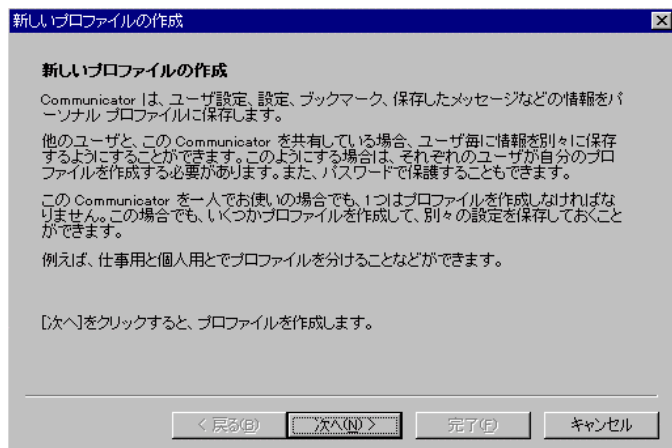 新しいプロファイルの作成
新しいプロファイルの作成
Communicator は、ユーザ設定、設定、ブックマーク、保存したメッセージなどの情報をパ
ーソナル プロファイルに保存します。
他のユーザと、この Communicator を共有している場合、ユーザ毎に情報を別々に保存
するようにすることができます。このようにする場合は、それぞれのユーザが自分のプロ
ファイルを作成する必要があります。また、パスワードで保護することもできます。
この Communicator を一人でお使いの場合でも、1つはプロファイルを作成しなければな
りません。この場合でも、いくつかプロファイルを作成して、別々の設定を保存しておくこと
ができます。
例えば、仕事用と個人用とでプロファイルを分けることなどができます。
[次へ]をクリックすると、プロファイルを作成します。
< 戻る(B) 次へ(N) > 完了(F) キャンセル